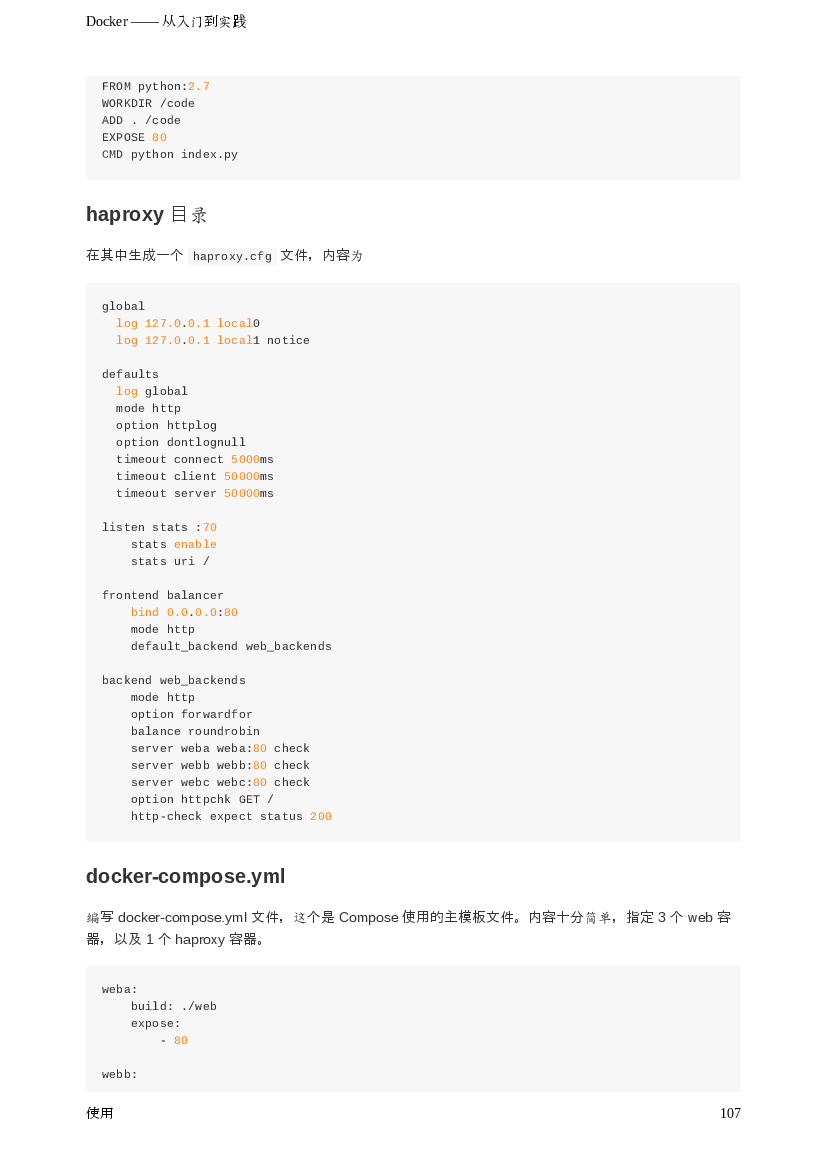 Docker —— 从入门到实践
FROM python:2.7
WORKDIR /code
ADD . /code
EXPOSE 80
CMD python index.py
haproxy 目录
在其中生成一个 haproxy.cfg 文件，内容为
global
  log 127.0.0.1 local0
  log 127.0.0.1 local1 notice

defaults
  log global
  mode http
  option httplog
  option dontlognull
  timeout connect 5000ms
  timeout client 50000ms
  timeout server 50000ms

listen stats :70
    stats enable
    stats uri /

frontend balancer
    bind 0.0.0.0:80
    mode http
    default_backend web_backends

backend web_backends
    mode http
    option forwardfor
    balance roundrobin
    server weba weba:80 check
    server webb webb:80 check
    server webc webc:80 check
    option httpchk GET /
    http-check expect status 200
docker-compose.yml
编写 docker-compose.yml 文件，这个是 Compose 使用的主模板文件。内容十分简单，指定 3 个 web 容
器，以及 1 个 haproxy 容器。
weba:
    build: ./web
    expose:
        - 80

webb:
使用
107